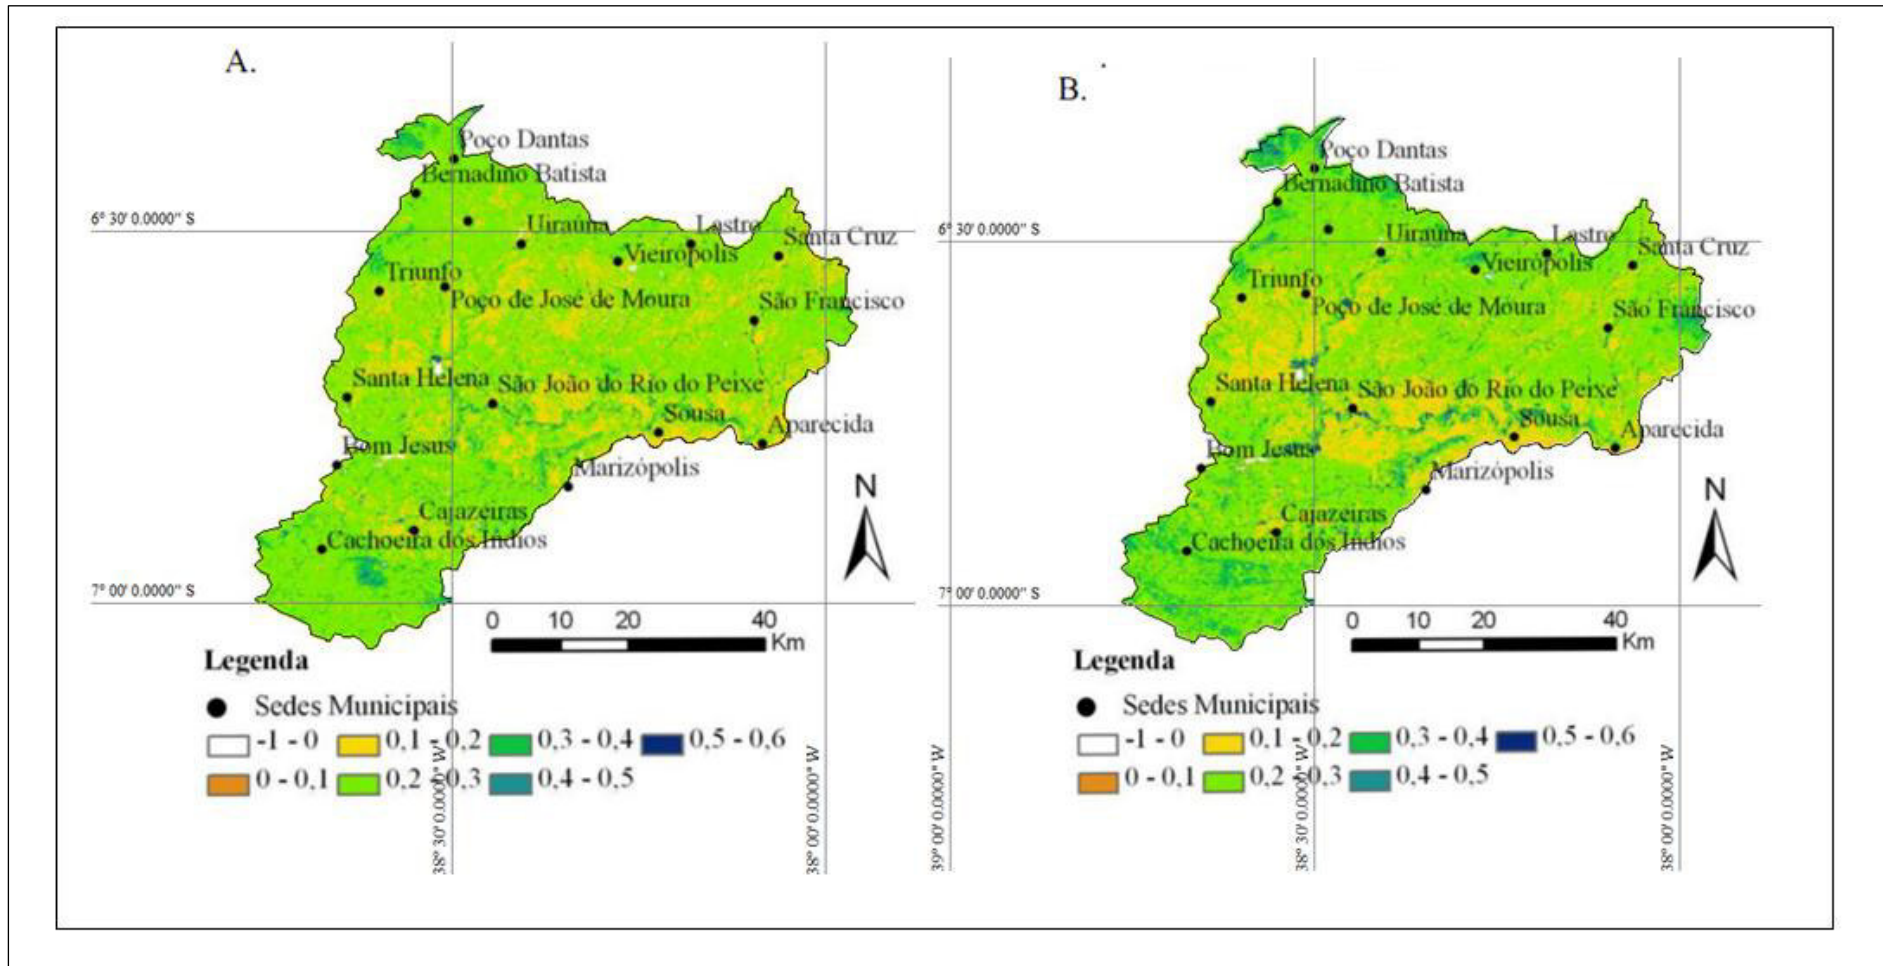 A.
Poço Dantas
Bernadino Batista
6° 30' 0.0000" S
Uiraúna
Lastro
Santa Cruz
Vieirópolis
Triunfo
Poço de José de Moura
São Francisco
Santa Helena
São João do Rio do Peixe
Sousa
Aparecida
Bom Jesus
Marizópolis
N
Cajazeiras
Cachoeira dos Indios
7° 00' 0.0000" S
0 10 20 40
Km
Legenda
Sedes Municipais
-1 - 0 0,1 - 0,2 0,3 - 0,4 0,5 - 0,6
0 - 0,1 0,2 - 0,3 0,4 - 0,5
38° 30' 0.0000" W
38° 00' 0.0000" W
B.
Poço Dantas
Bernadino Batista
6° 30' 0.0000" S
Uiraúna
Lastro
Santa Cruz
Vieirópolis
Triunfo
Poço de José de Moura
São Francisco
Santa Helena
São João do Rio do Peixe
Sousa
Aparecida
Bom Jesus
Marizópolis
N
Cajazeiras
Cachoeira dos Indios
7° 00' 0.0000" S
0 10 20 40
Km
Legenda
Sedes Municipais
-1 - 0 0,1 - 0,2 0,3 - 0,4 0,5 - 0,6
0 - 0,1 0,2 - 0,3 0,4 - 0,5
39° 00' 0.0000" W
38° 30' 0.0000" W
38° 00' 0.0000" W